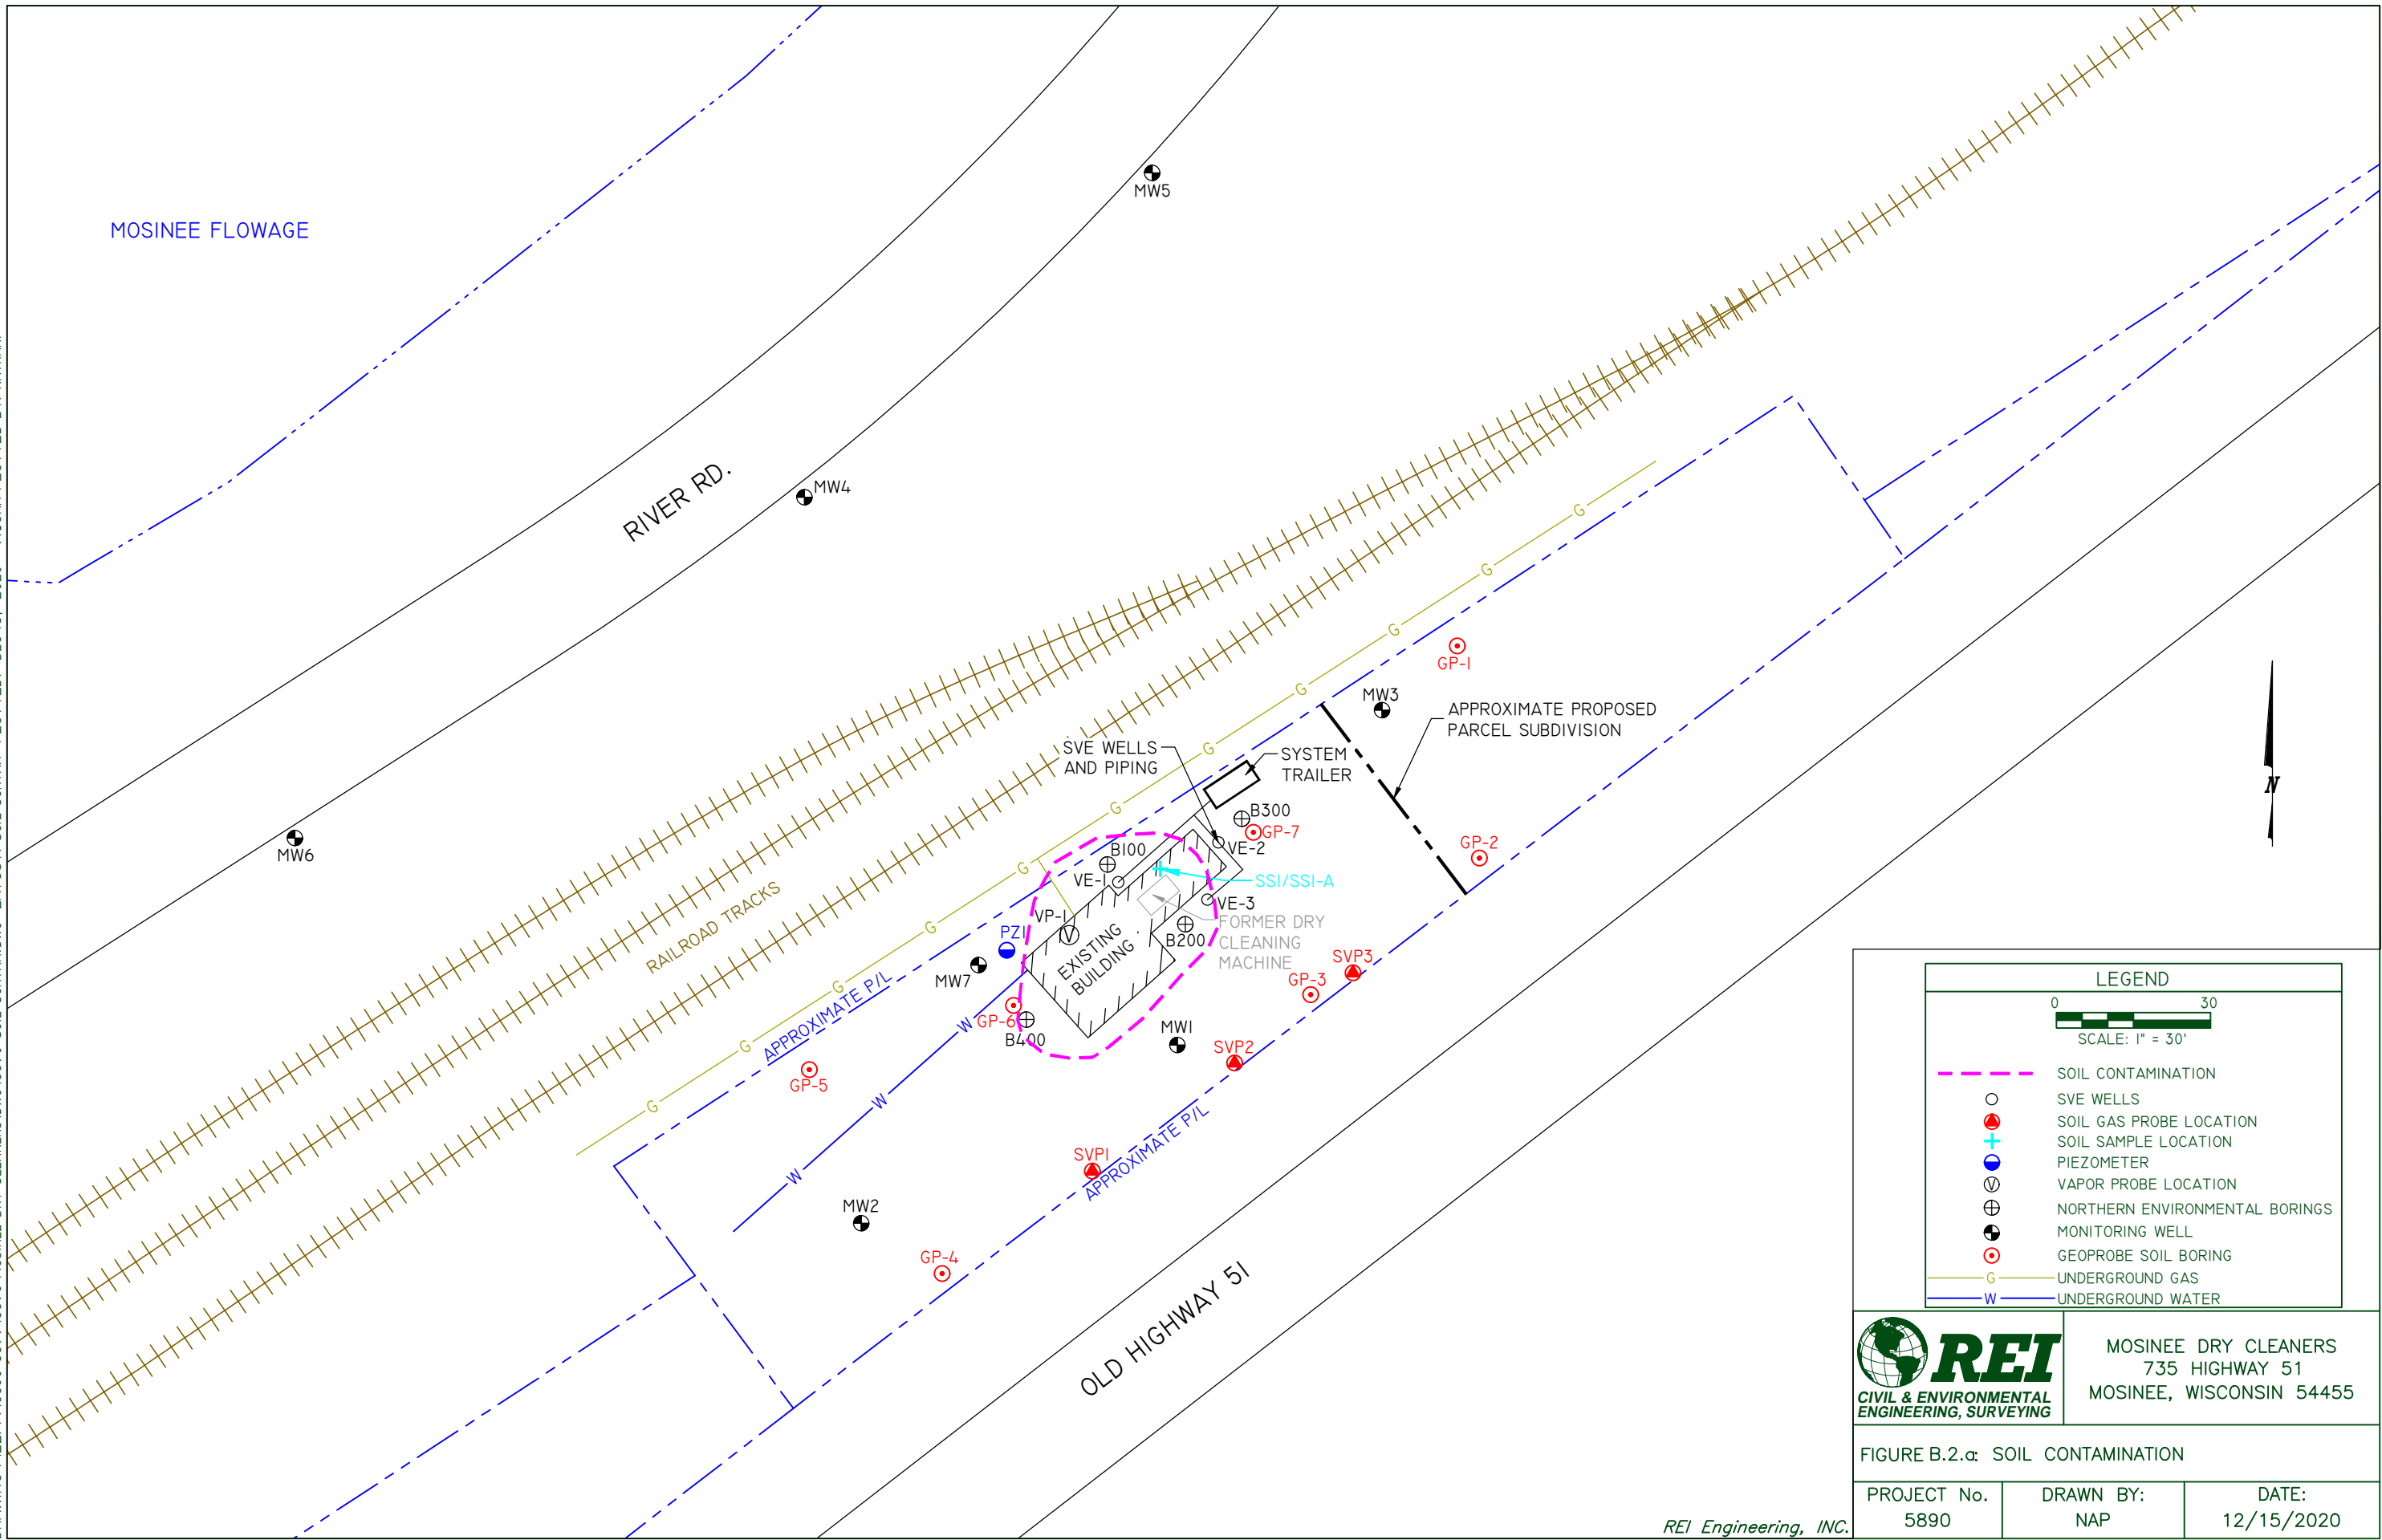 MOSINEE FLOWAGE
MW5
RIVER RD.
MW4
MW6
RAILROAD TRACKS
G
G
G
G
G
G
G
G
G
G
G
GP-1
MW3
APPROXIMATE PROPOSED
PARCEL SUBDIVISION
SVE WELLS
AND PIPING
SYSTEM
TRAILER
B300
GP-7
VE-2
B100
VE-1
SS1/SS1-A
VE-3
GP-2
VP-1
FORMER DRY
CLEANING
MACHINE
B200
PZ1
EXISTING
BUILDING
MW7
SVP3
GP-3
APPROXIMATE P/L
GP-6
B400
W
W
W
MW1
SVP2
GP-5
SVP1
APPROXIMATE P/L
MW2
GP-4
OLD HIGHWAY 51
N
LEGEND
0 30
SCALE: 1" = 30'
SOIL CONTAMINATION
SVE WELLS
SOIL GAS PROBE LOCATION
SOIL SAMPLE LOCATION
PIEZOMETER
V VAPOR PROBE LOCATION
NORTHERN ENVIRONMENTAL BORINGS
MONITORING WELL
GEOPROBE SOIL BORING
G UNDERGROUND GAS
W UNDERGROUND WATER
REI
CIVIL & ENVIRONMENTAL
ENGINEERING, SURVEYING
MOSINEE DRY CLEANERS
735 HIGHWAY 51
MOSINEE, WISCONSIN 54455
FIGURE B.2.a: SOIL CONTAMINATION
PROJECT No.
5890
DRAWN BY:
NAP
DATE:
12/15/2020
REI Engineering, INC.